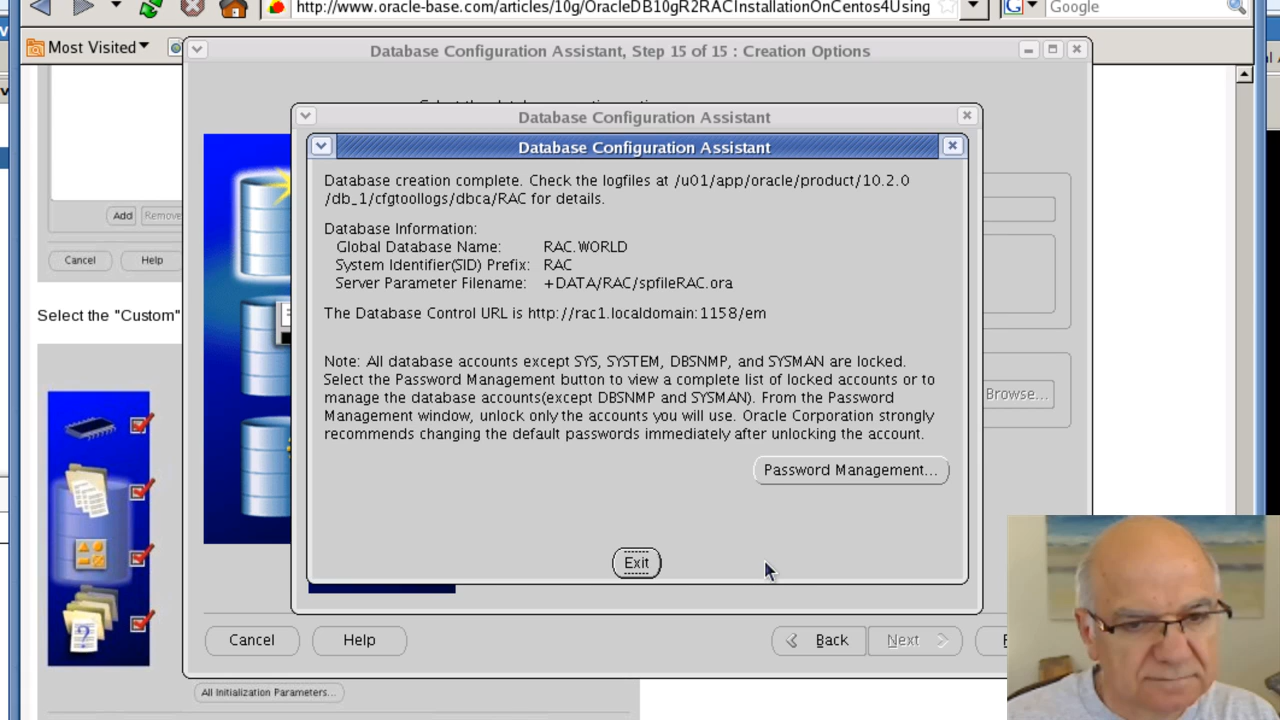 http://www.oracle-base.com/articles/10g/OracleDB10gR2RACInstallationOnCentos4Using
Google
Most Visited
Database Configuration Assistant, Step 15 of 15 : Creation Options
Database Configuration Assistant
Database Configuration Assistant
Database creation complete. Check the logfiles at /u01/app/oracle/product/10.2.0
/db_1/cfgtoollogs/dbca/RAC for details.
Database Information:
Global Database Name: RAC.WORLD
System Identifier(SID) Prefix: RAC
Server Parameter Filename: +DATA/RAC/spfileRAC.ora
The Database Control URL is http://rac1.localdomain:1158/em
Note: All database accounts except SYS, SYSTEM, DBSNMP, and SYSMAN are locked.
Select the Password Management button to view a complete list of locked accounts or to
manage the database accounts(except DBSNMP and SYSMAN). From the Password
Management window, unlock only the accounts you will use. Oracle Corporation strongly
recommends changing the default passwords immediately after unlocking the account.
Password Management...
Exit
Add
Remove
Cancel
Help
Select the "Custom"
Browse...
Cancel
Help
Back
Next
All Initialization Parameters...